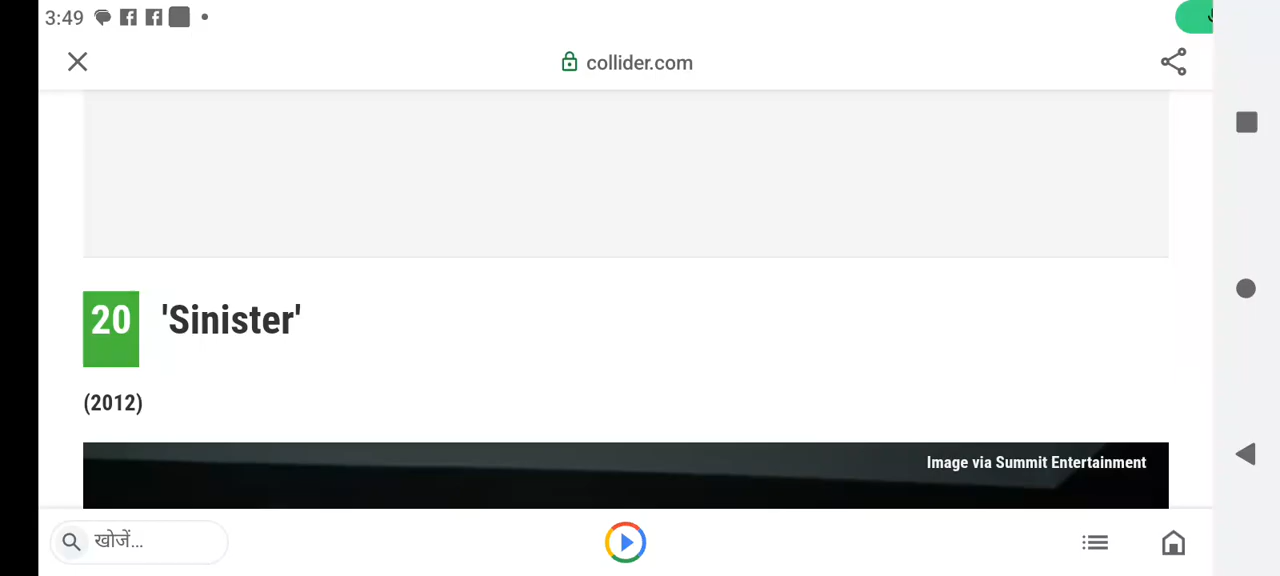 3:49
collider.com
20 'Sinister'
(2012)
Image via Summit Entertainment
खोजें...